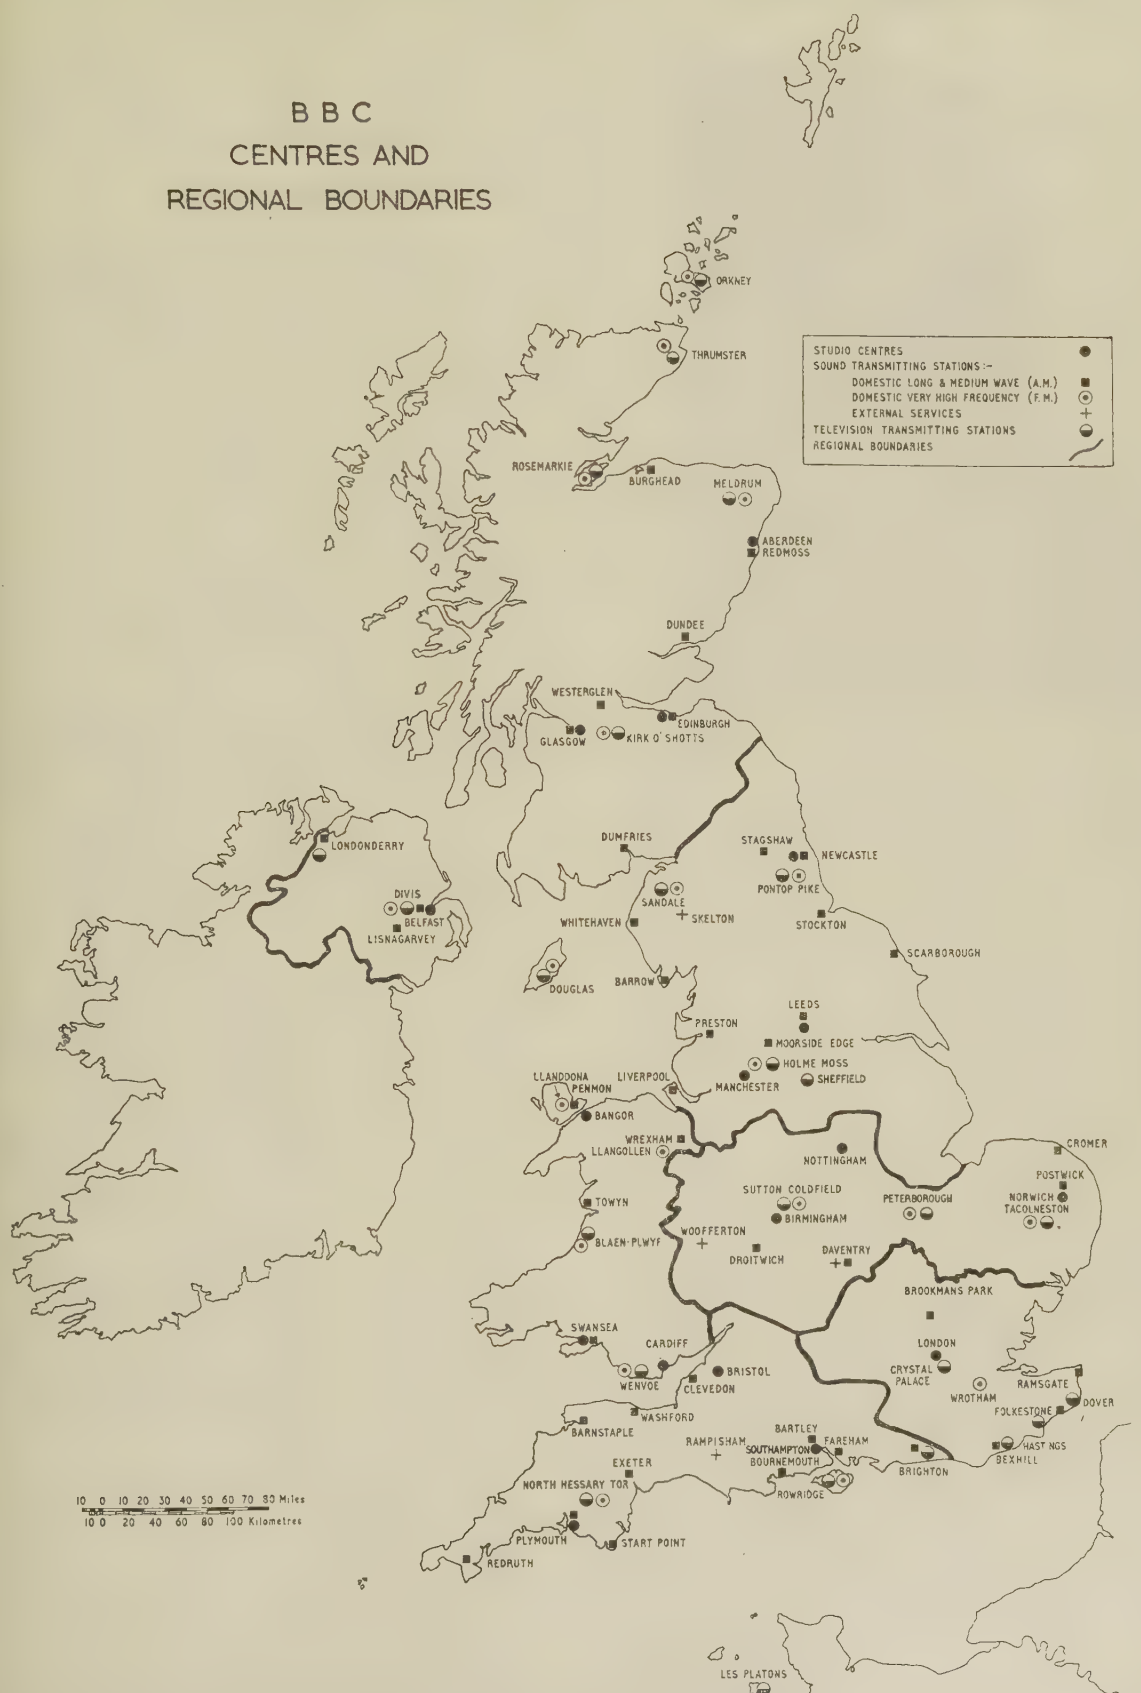 BBC
CENTRES AND
REGIONAL BOUNDARIES
ORKNEY
THRUMSTER
STUDIO CENTRES
SOUND TRANSMITTING STATIONS:-
DOMESTIC LONG & MEDIUM WAVE (A.M.)
DOMESTIC VERY HIGH FREQUENCY (F.M.)
EXTERNAL SERVICES
TELEVISION TRANSMITTING STATIONS
REGIONAL BOUNDARIES
ROSEMARKIE
BURGHEAD
MELDRUM
ABERDEEN
REDMOSS
DUNDEE
WESTERGLEN
EDINBURGH
GLASGOW
KIRK O' SHOTTS
DUMFRIES
STAGSHAW
NEWCASTLE
LONDONDERRY
PONTOP PIKE
DIVIS
SANDALE
SKELTON
BELFAST
WHITEHAVEN
STOCKTON
LISNAGARVEY
SCARBOROUGH
BARROW
DOUGLAS
LEEDS
PRESTON
MOORSIDE EDGE
HOLME MOSS
LLANDDONA
PENMON
LIVERPOOL
MANCHESTER
SHEFFIELD
BANGOR
WREXHAM
LLANGOLLEN
NOTTINGHAM
CROMER
POSTWICK
SUTTON COLDFIELD
PETERBOROUGH
NORWICH
TACOLNESTON
TOWYN
BIRMINGHAM
WOOFFERTON
BLAEN-PLWYF
DROITWICH
DAVENTRY
BROOKMANS PARK
SWANSEA
CARDIFF
LONDON
WENVOE
BRISTOL
CRYSTAL
PALACE
CLEVEDON
WROTHAM
RAMSGATE
DOVER
FOLKESTONE
WASHFORD
BARNSTAPLE
RAMPISHAM
BARTLEY
SOUTHAMPTON
FAREHAM
HASTINGS
BEXHILL
BRIGHTON
BOURNEMOUTH
EXETER
NORTH HESSARY TOR
ROWRIDGE
10 0 10 20 30 40 50 60 70 80 Miles
10 0 20 40 60 80 100 Kilometres
PLYMOUTH
START POINT
REDRUTH
LES PLATONS